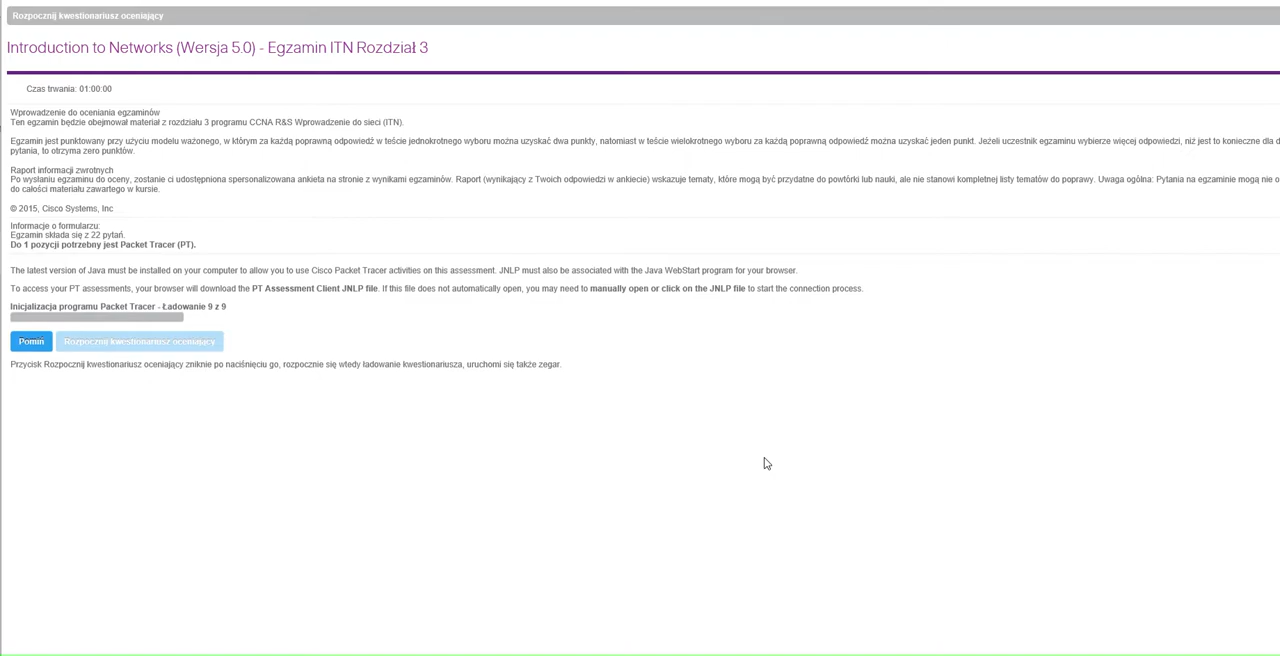 Rozpocznij kwestionariusz oceniający
Introduction to Networks (Wersja 5.0) - Egzamin ITN Rozdział 3
Czas trwania: 01:00:00
Wprowadzenie do oceniania egzaminów
Ten egzamin będzie obejmował materiał z rozdziału 3 programu CCNA R&S Wprowadzenie do sieci (ITN).
Egzamin jest punktowany przy użyciu modelu ważonego, w którym za każdą poprawną odpowiedź w teście jednokrotnego wyboru można uzyskać dwa punkty, natomiast w teście wielokrotnego wyboru za każdą poprawną odpowiedź można uzyskać jeden punkt. Jeżeli uczestnik egzaminu wybierze więcej odpowiedzi, niż jest to konieczne dla d
pytania, to otrzyma zero punktów.
Raport informacji zwrotnych
Po wysłaniu egzaminu do oceny, zostanie ci udostępniona spersonalizowana ankieta na stronie z wynikami egzaminów. Raport (wynikający z Twoich odpowiedzi w ankiecie) wskazuje tematy, które mogą być przydatne do powtórki lub nauki, ale nie stanowi kompletnej listy tematów do poprawy. Uwaga ogólna: Pytania na egzaminie mogą nie o
do całości materiału zawartego w kursie.
© 2015, Cisco Systems, Inc
Informacje o formularzu:
Egzamin składa się z 22 pytań.
Do 1 pozycji potrzebny jest Packet Tracer (PT).
The latest version of Java must be installed on your computer to allow you to use Cisco Packet Tracer activities on this assessment. JNLP must also be associated with the Java WebStart program for your browser.
To access your PT assessments, your browser will download the PT Assessment Client JNLP file. If this file does not automatically open, you may need to manually open or click on the JNLP file to start the connection process.
Inicjalizacja programu Packet Tracer - Ładowanie 9 z 9
Pomiń Rozpocznij kwestionariusz oceniający
Przycisk Rozpocznij kwestionariusz oceniający zniknie po naciśnięciu go, rozpocznie się wtedy ładowanie kwestionariusza, uruchomi się także zegar.